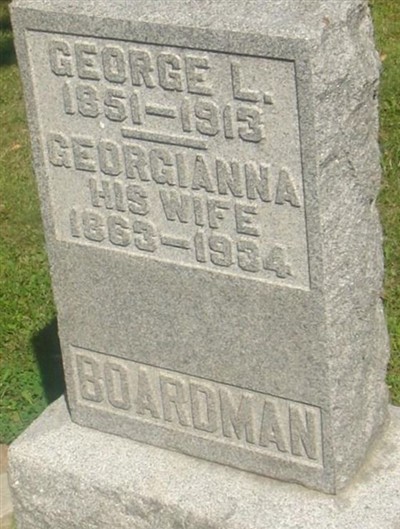 GEORGE L.
1851—1913
GEORGIANNA
HIS WIFE
1863—1934
BOARDMAN